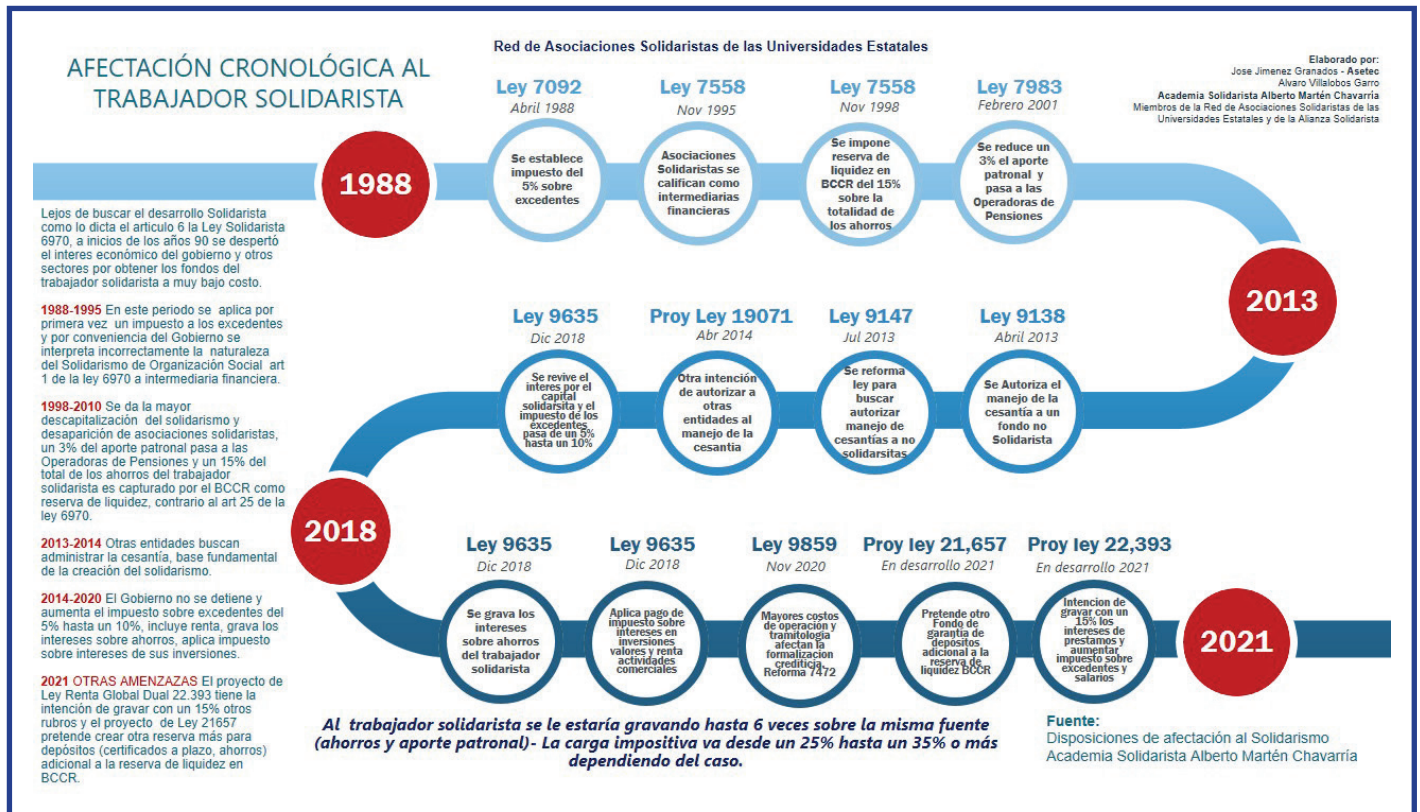 Red de Asociaciones Solidaristas de las Universidades Estatales
AFECTACIÓN CRONOLÓGICA AL
TRABAJADOR SOLIDARISTA
Elaborado por:
Jose Jimenez Granados - Asetec
Alvaro Villalobos Garro
Academia Solidarista Alberto Martén Chavarría
Miembros de la Red de Asociaciones Solidaristas de las
Universidades Estatales y de la Alianza Solidarista
1988
Ley 7092
Abril 1988
Se establece
impuesto del
5% sobre
excedentes
Ley 7558
Nov 1995
Asociaciones
Solidaristas se
califican como
intermediarias
financieras
Ley 7558
Nov 1998
Se impone
reserva de
liquidez en
BCCR del 15%
sobre la
totalidad de
los ahorros
Ley 7983
Febrero 2001
Se reduce un
3% el aporte
patronal y
pasa a las
Operadoras de
Pensiones
2013
Lejos de buscar el desarrollo Solidarista
como lo dicta el articulo 6 la Ley Solidarista
6970, a inicios de los años 90 se despertó
el interes económico del gobierno y otros
sectores por obtener los fondos del
trabajador solidarista a muy bajo costo.
1988-1995 En este periodo se aplica por
primera vez un impuesto a los excedentes
y por conveniencia del Gobierno se
interpreta incorrectamente la naturaleza
del Solidarismo de Organización Social art
1 de la ley 6970 a intermediaria financiera.
1998-2010 Se da la mayor
descapitalización del solidarismo y
desaparición de asociaciones solidaristas,
un 3% del aporte patronal pasa a las
Operadoras de Pensiones y un 15% del
total de los ahorros del trabajador
solidarista es capturado por el BCCR como
reserva de liquidez, contrario al art 25 de la
ley 6970.
2013-2014 Otras entidades buscan
administrar la cesantía, base fundamental
de la creación del solidarismo.
2014-2020 El Gobierno no se detiene y
aumenta el impuesto sobre excedentes del
5% hasta un 10%, incluye renta, grava los
intereses sobre ahorros, aplica impuesto
sobre intereses de sus inversiones.
2021 OTRAS AMENZAZAS El proyecto de
Ley Renta Global Dual 22.393 tiene la
intención de gravar con un 15% otros
rubros y el proyecto de Ley 21657
pretende crear otra reserva más para
depósitos (certificados a plazo, ahorros)
adicional a la reserva de liquidez en
BCCR.
Ley 9635
Dic 2018
Se revive el
interes por el
capital
solidarsita y el
impuesto de los
excedentes
pasa de un 5%
hasta un 10%
Proy Ley 19071
Abr 2014
Otra intención
de autorizar a
otras
entidades al
manejo de la
cesantia
Ley 9147
Jul 2013
Se reforma
ley para
buscar
autorizar
manejo de
cesantías a no
solidarsitas
Ley 9138
Abril 2013
Se Autoriza el
manejo de la
cesantía a un
fondo no
Solidarista
2018
Ley 9635
Dic 2018
Se grava los
intereses
sobre ahorros
del trabajador
solidarista
Ley 9635
Dic 2018
Aplica pago de
impuesto sobre
intereses en
inversiones
valores y renta
actividades
comerciales
Ley 9859
Nov 2020
Mayores costos
de operación y
tramitología
afectan la
formalizacion
crediticia.
Reforma 7472
Proy ley 21,657
En desarrollo 2021
Pretende otro
Fondo de
garantía de
depósitos
adicional a la
reserva de
liquidez BCCR
Proy ley 22,393
En desarrollo 2021
Intencion de
gravar con un
15% los
intereses de
prestamos y
aumentar
impuesto sobre
excedentes y
salarios
2021
Al trabajador solidarista se le estaría gravando hasta 6 veces sobre la misma fuente
(ahorros y aporte patronal)- La carga impositiva va desde un 25% hasta un 35% o más
dependiendo del caso.
Fuente:
Disposiciones de afectación al Solidarismo
Academia Solidarista Alberto Martén Chavarría